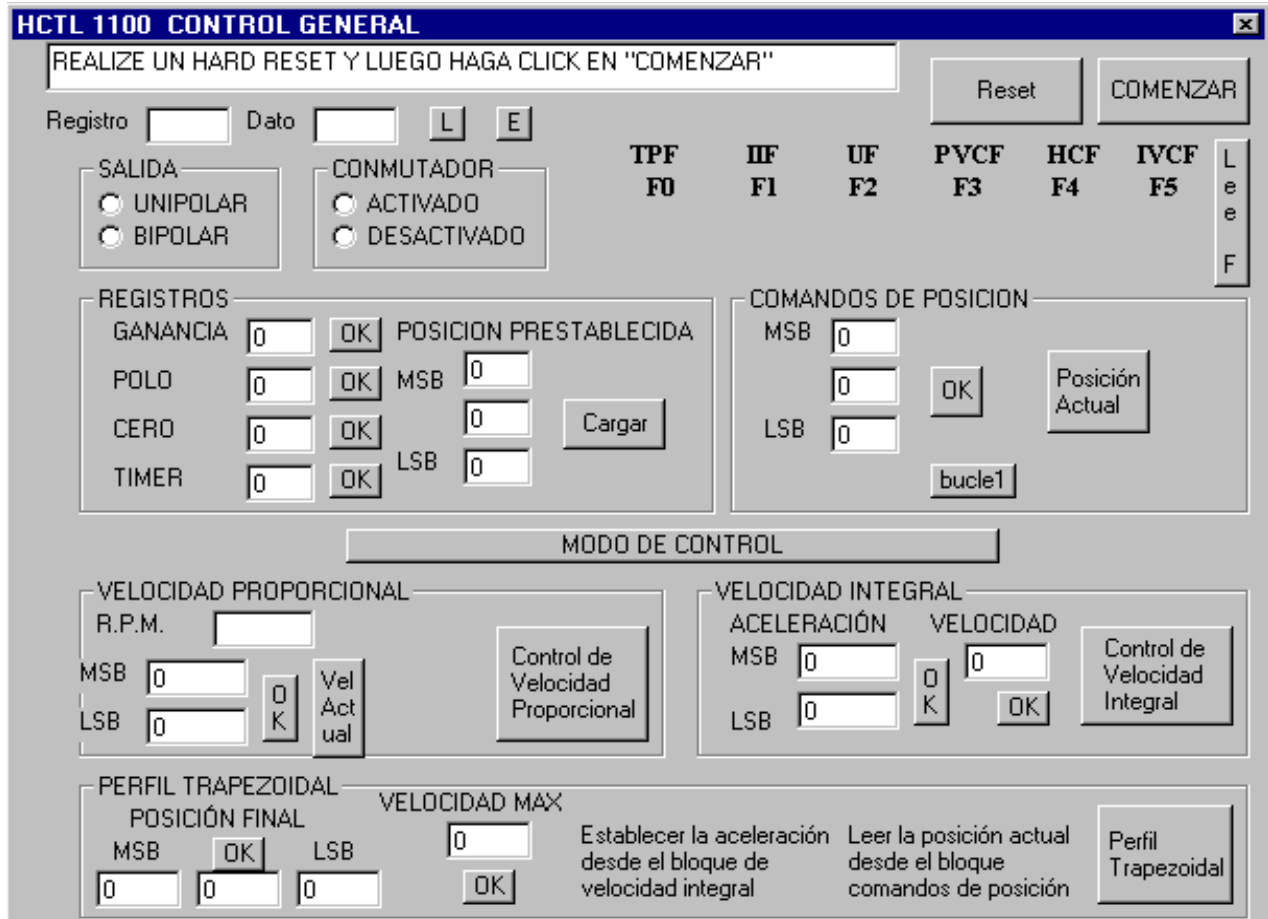 HCTL 1100 CONTROL GENERAL
REALIZE UN HARD RESET Y LUEGO HAGA CLICK EN "COMENZAR"
Reset
COMENZAR
Registro
Dato
L
E
SALIDA
UNIPOLAR
BIPOLAR
CONMUTADOR
ACTIVADO
DESACTIVADO
TPF IIF UF PVCF HCF IVCF
F0 F1 F2 F3 F4 F5
L
e
e
F
REGISTROS
GANANCIA 0 OK
POLO 0 OK
CERO 0 OK
TIMER 0 OK
POSICION PRESTABLECIDA
MSB 0
0
LSB 0
Cargar
COMANDOS DE POSICION
MSB 0
0
LSB 0
OK
Posición
Actual
bucle1
MODO DE CONTROL
VELOCIDAD PROPORCIONAL
R.P.M.
MSB 0
LSB 0
O
K
Vel
Act
ual
Control de
Velocidad
Proporcional
VELOCIDAD INTEGRAL
ACELERACIÓN
MSB 0
LSB 0
O
K
VELOCIDAD
0
OK
Control de
Velocidad
Integral
PERFIL TRAPEZOIDAL
POSICIÓN FINAL
MSB OK LSB
0 0 0
VELOCIDAD MAX
0
OK
Establecer la aceleración
desde el bloque de
velocidad integral
Leer la posición actual
desde el bloque
comandos de posición
Perfil
Trapezoidal